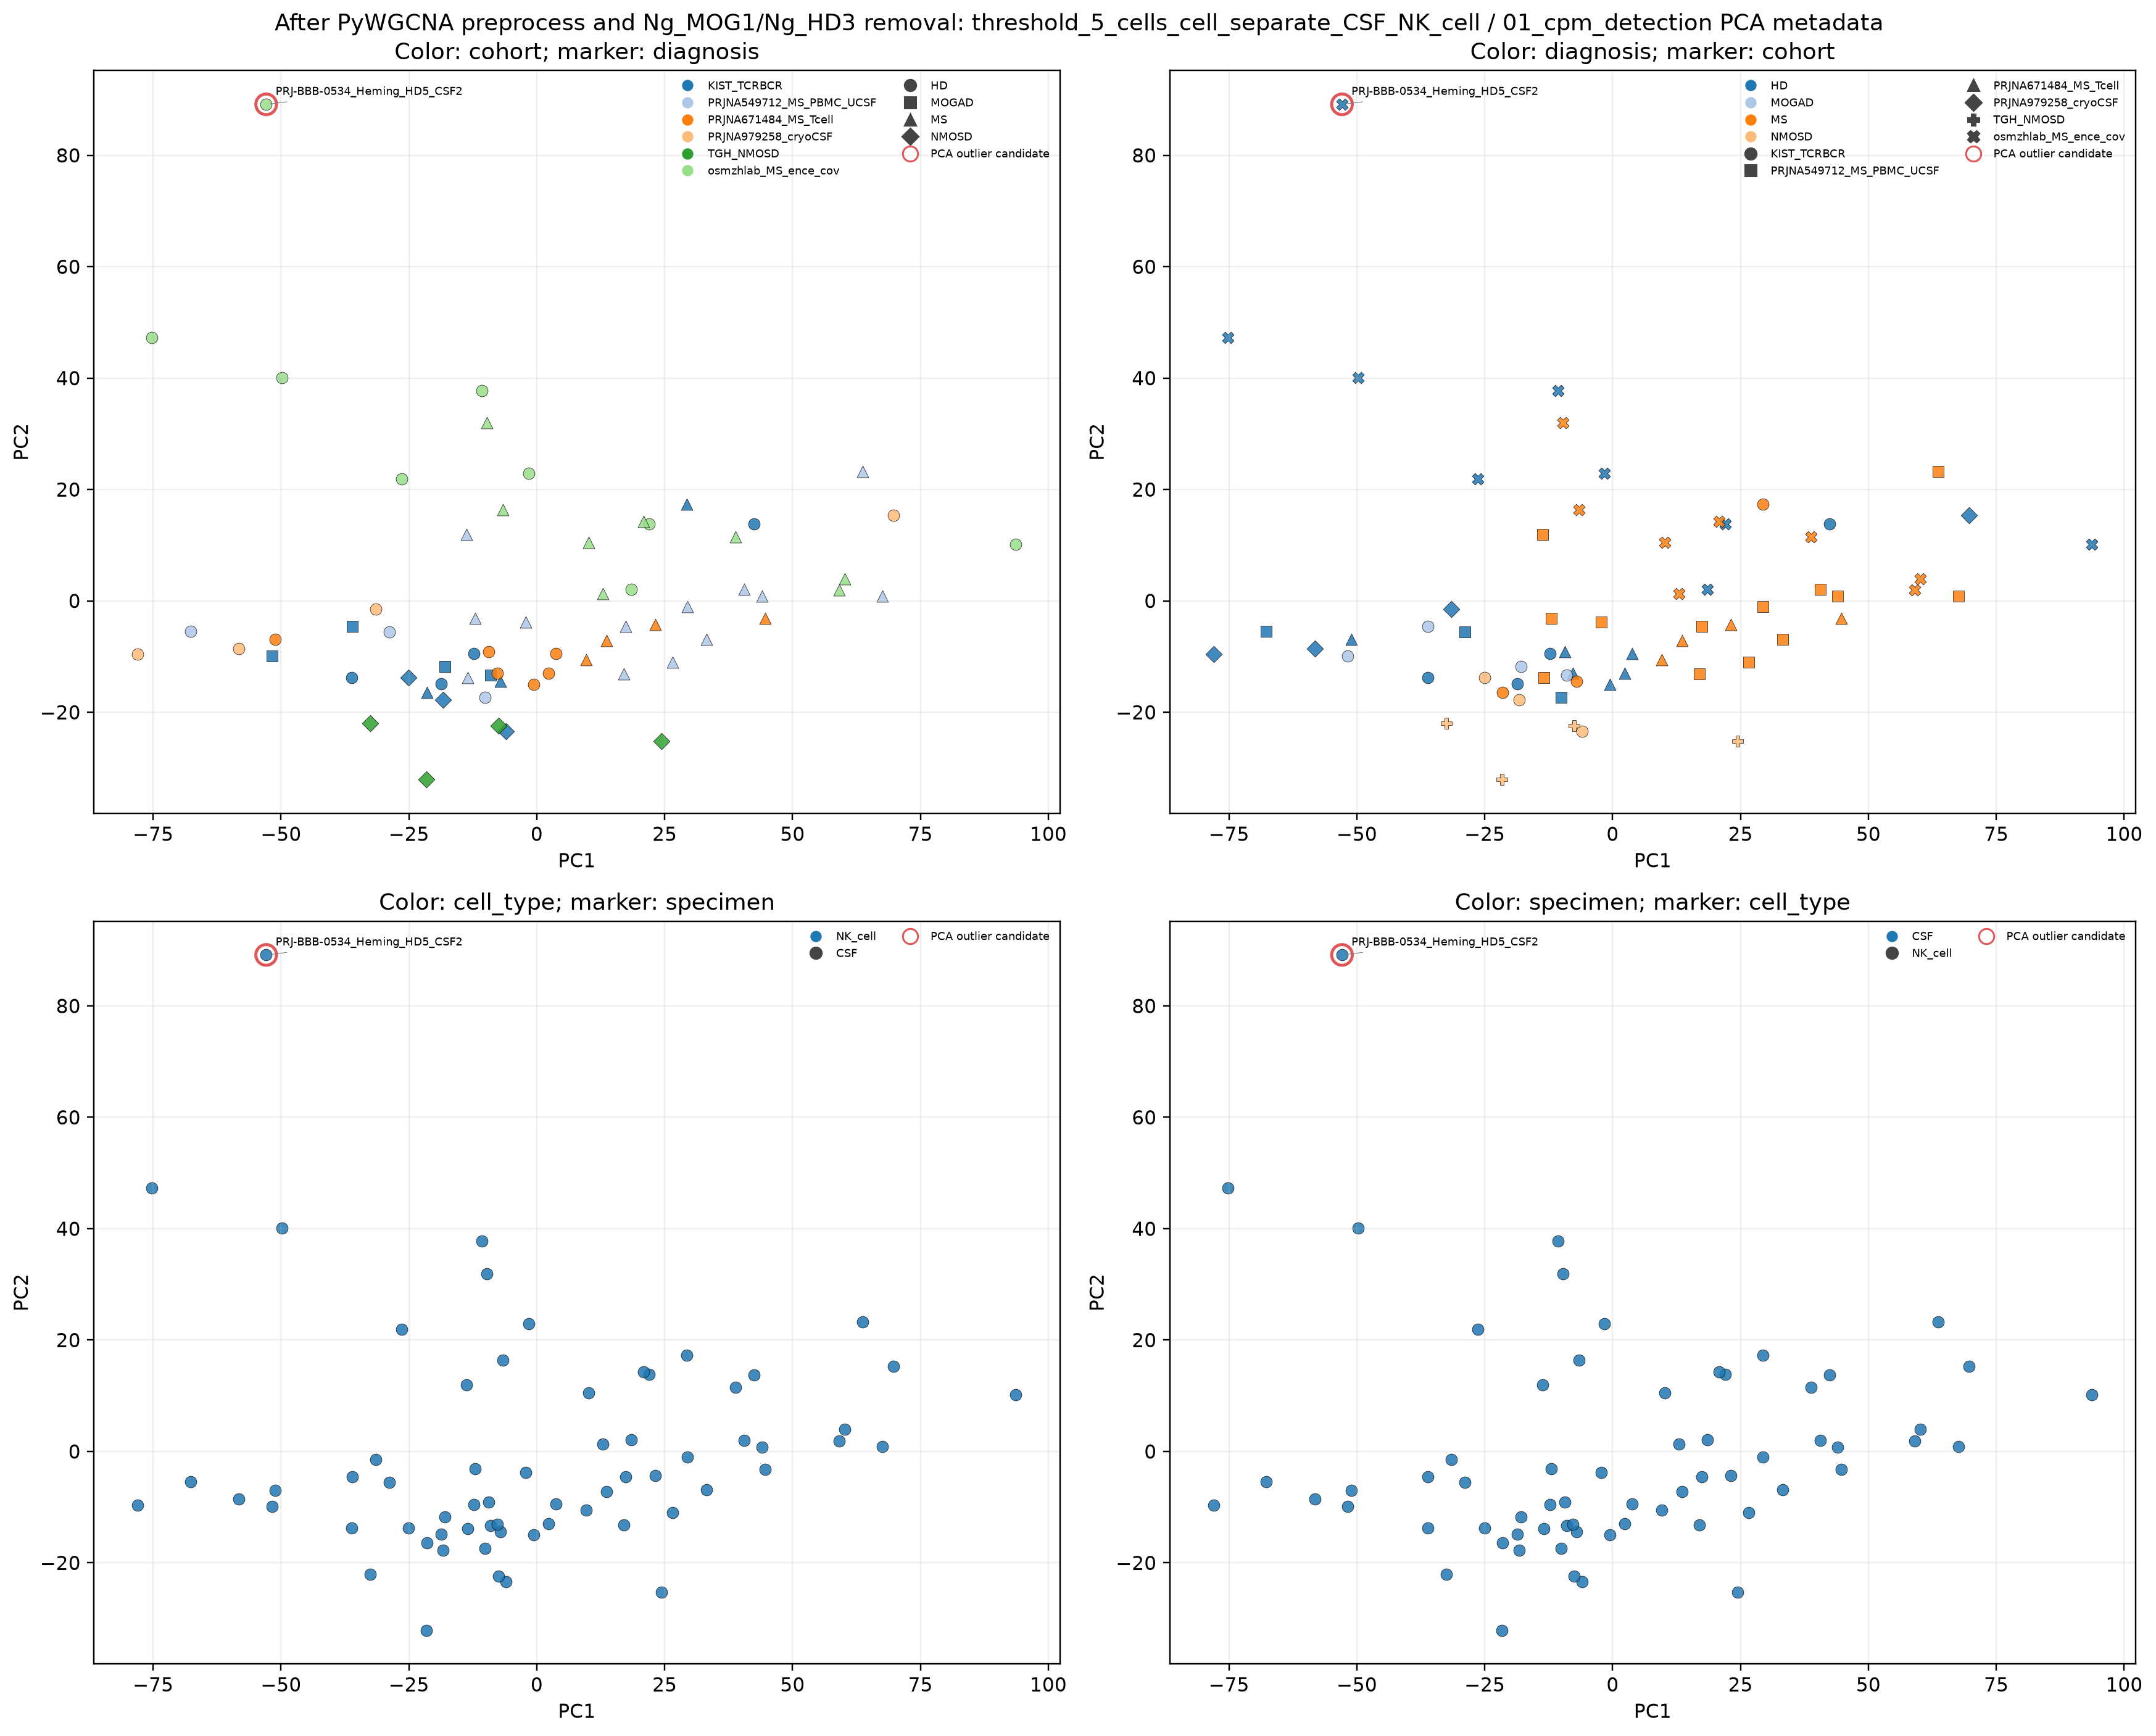 After PyWGCNA preprocess and Ng_MOG1/Ng_HD3 removal: threshold_5_cells_cell_separate_CSF_NK_cell / 01_cpm_detection PCA metadata
Color: cohort; marker: diagnosis
PRJ-BBB-0534_Heming_HD5_CSF2
KIST_TCRBCR
PRJNA549712_MS_PBMC_UCSF
PRJNA671484_MS_Tcell
PRJNA979258_cryoCSF
TGH_NMOSD
osmzhlab_MS_ence_cov
HD
MOGAD
MS
NMOSD
PCA outlier candidate
80
60
40
20
0
−20
PC2
−75 −50 −25 0 25 50 75 100
PC1
Color: diagnosis; marker: cohort
PRJ-BBB-0534_Heming_HD5_CSF2
HD
MOGAD
MS
NMOSD
KIST_TCRBCR
PRJNA549712_MS_PBMC_UCSF
PRJNA671484_MS_Tcell
PRJNA979258_cryoCSF
TGH_NMOSD
osmzhlab_MS_ence_cov
PCA outlier candidate
80
60
40
20
0
−20
PC2
−75 −50 −25 0 25 50 75 100
PC1
Color: cell_type; marker: specimen
PRJ-BBB-0534_Heming_HD5_CSF2
NK_cell
CSF
PCA outlier candidate
80
60
40
20
0
−20
PC2
−75 −50 −25 0 25 50 75 100
PC1
Color: specimen; marker: cell_type
PRJ-BBB-0534_Heming_HD5_CSF2
CSF
NK_cell
PCA outlier candidate
80
60
40
20
0
−20
PC2
−75 −50 −25 0 25 50 75 100
PC1